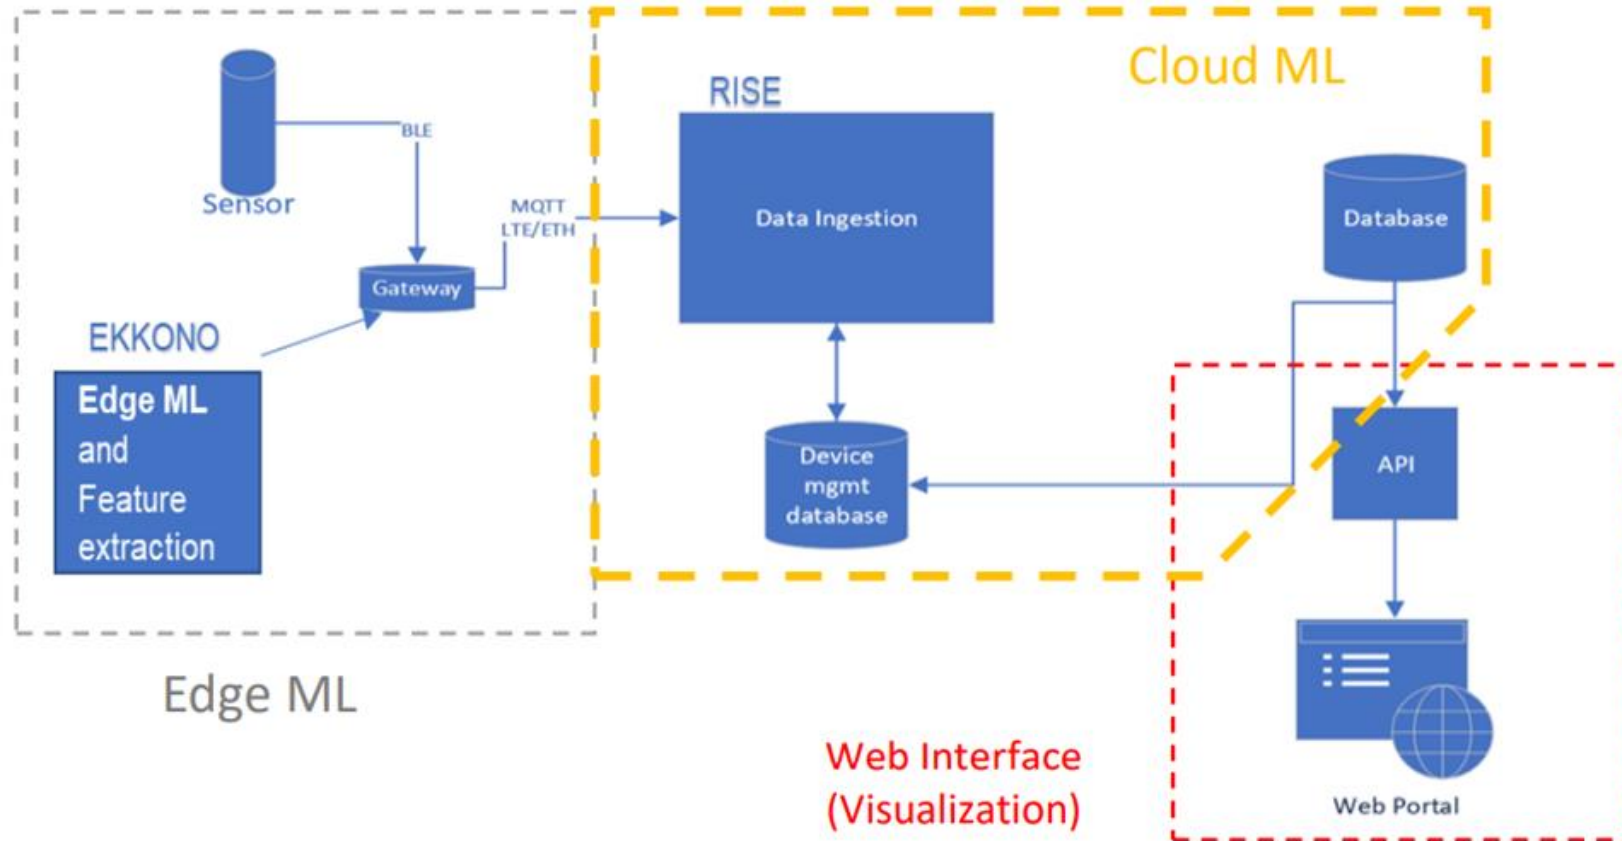 Cloud ML
RISE
BLE
Sensor
MQTT
LTE/ETH
Data Ingestion
Database
Gateway
EKKONO
Edge ML
and
Feature
extraction
Device
mgmt
database
API
Edge ML
Web Interface
(Visualization)
Web Portal